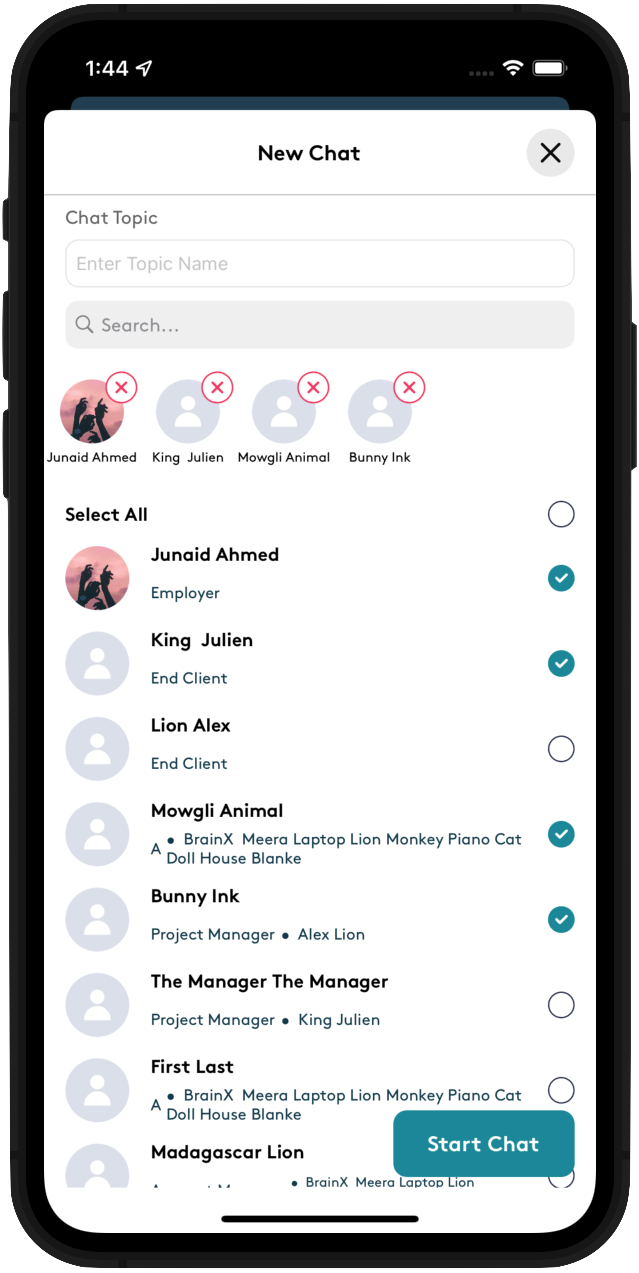 1:44
New Chat
Chat Topic
Enter Topic Name
Search...
Junaid Ahmed King Julien Mowgli Animal Bunny Ink
Select All
Junaid Ahmed
Employer
King Julien
End Client
Lion Alex
End Client
Mowgli Animal
A • BrainX Meera Laptop Lion Monkey Piano Cat
Doll House Blanke
Bunny Ink
Project Manager • Alex Lion
The Manager The Manager
Project Manager • King Julien
First Last
A • BrainX Meera Laptop Lion Monkey Piano Cat
Doll House Blanke
Start Chat
Madagascar Lion
• BrainX Meera Laptop Lion